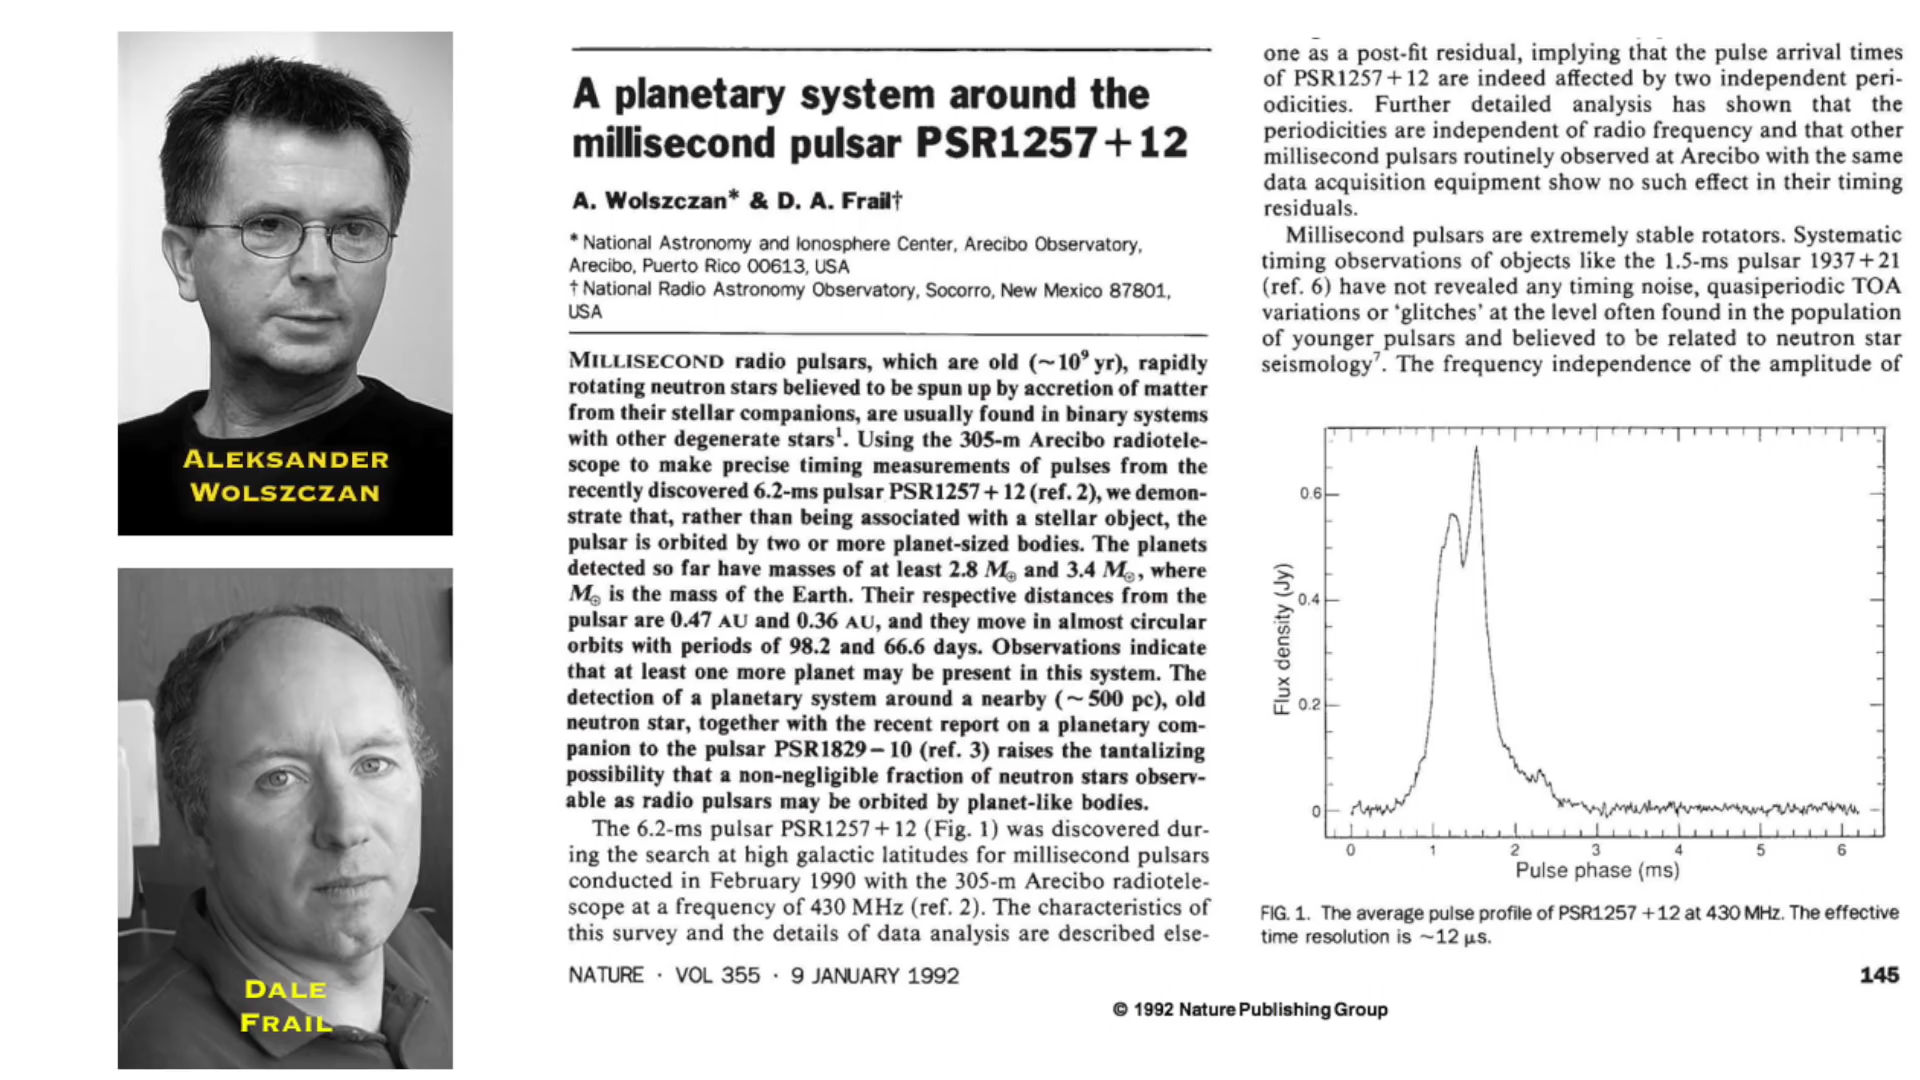 ALEKSANDER
WOLSZCZAN
DALE
FRAIL
A planetary system around the
millisecond pulsar PSR1257+12
A. Wolszczan* & D. A. Frail†
* National Astronomy and Ionosphere Center, Arecibo Observatory,
Arecibo, Puerto Rico 00613, USA
† National Radio Astronomy Observatory, Socorro, New Mexico 87801,
USA
MILLISECOND radio pulsars, which are old (~10⁹ yr), rapidly
rotating neutron stars believed to be spun up by accretion of matter
from their stellar companions, are usually found in binary systems
with other degenerate stars¹. Using the 305-m Arecibo radiotele-
scope to make precise timing measurements of pulses from the
recently discovered 6.2-ms pulsar PSR1257+12 (ref. 2), we demon-
strate that, rather than being associated with a stellar object, the
pulsar is orbited by two or more planet-sized bodies. The planets
detected so far have masses of at least 2.8 M⊕ and 3.4 M⊕, where
M⊕ is the mass of the Earth. Their respective distances from the
pulsar are 0.47 AU and 0.36 AU, and they move in almost circular
orbits with periods of 98.2 and 66.6 days. Observations indicate
that at least one more planet may be present in this system. The
detection of a planetary system around a nearby (~500 pc), old
neutron star, together with the recent report on a planetary com-
panion to the pulsar PSR1829−10 (ref. 3) raises the tantalizing
possibility that a non-negligible fraction of neutron stars observ-
able as radio pulsars may be orbited by planet-like bodies.
The 6.2-ms pulsar PSR1257+12 (Fig. 1) was discovered dur-
ing the search at high galactic latitudes for millisecond pulsars
conducted in February 1990 with the 305-m Arecibo radiotele-
scope at a frequency of 430 MHz (ref. 2). The characteristics of
this survey and the details of data analysis are described else-
one as a post-fit residual, implying that the pulse arrival times
of PSR1257+12 are indeed affected by two independent peri-
odicities. Further detailed analysis has shown that the
periodicities are independent of radio frequency and that other
millisecond pulsars routinely observed at Arecibo with the same
data acquisition equipment show no such effect in their timing
residuals.
Millisecond pulsars are extremely stable rotators. Systematic
timing observations of objects like the 1.5-ms pulsar 1937+21
(ref. 6) have not revealed any timing noise, quasiperiodic TOA
variations or 'glitches' at the level often found in the population
of younger pulsars and believed to be related to neutron star
seismology⁷. The frequency independence of the amplitude of
0.6
0.4
0.2
0
Flux density (Jy)
0 1 2 3 4 5 6
Pulse phase (ms)
FIG. 1. The average pulse profile of PSR1257 +12 at 430 MHz. The effective
time resolution is ~12 μs.
NATURE · VOL 355 · 9 JANUARY 1992
145
© 1992 Nature Publishing Group